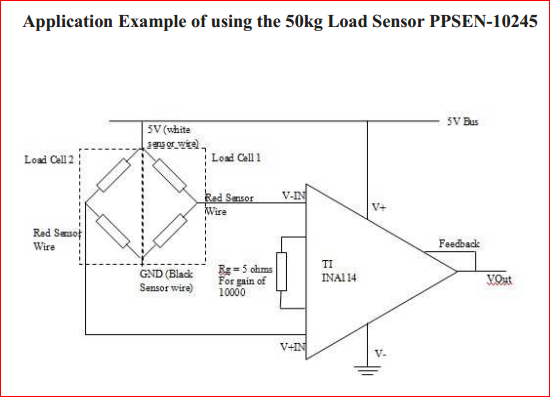 Application Example of using the 50kg Load Sensor PPSEN-10245
5V Bus
5V (white
sensor wire)
Load Cell 2
Load Cell 1
Red Sensor
Wire
V-IN
V+
Red Sensor
Wire
Feedback
GND (Black
Sensor wire)
Rg = 5 ohms
For gain of
10000
TI
INA114
VOut
V+IN
V-